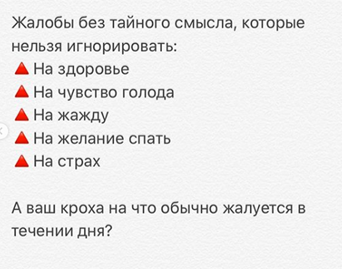 Жалобы без тайного смысла, которые
нельзя игнорировать:
🔺На здоровье
🔺На чувство голода
🔺На жажду
🔺На желание спать
🔺На страх
А ваш кроха на что обычно жалуется в
течении дня?